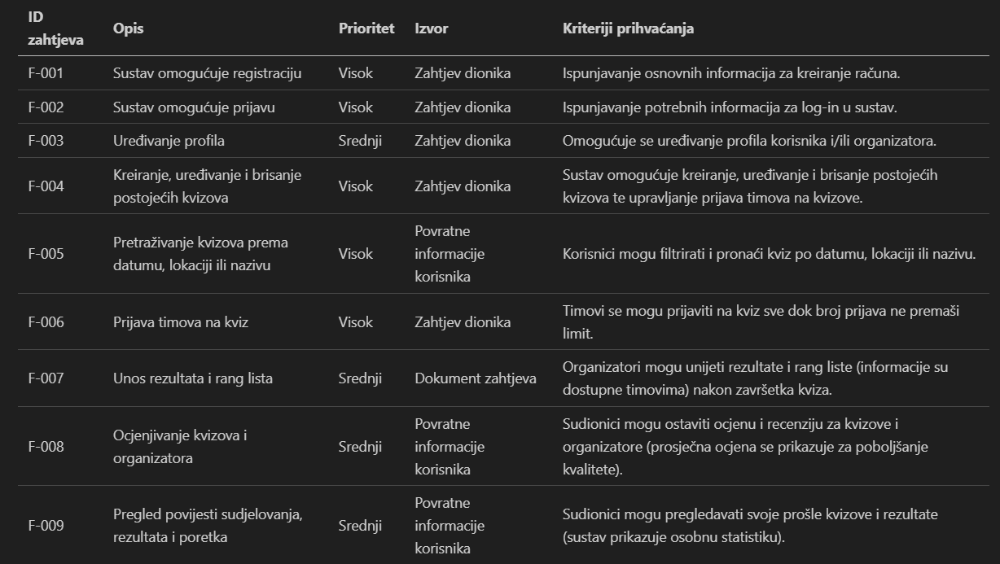 ID zahtjeva Opis Prioritet Izvor Kriteriji prihvaćanja
F-001 Sustav omogućuje registraciju Visok Zahtjev dionika Ispunjavanje osnovnih informacija za kreiranje računa.
F-002 Sustav omogućuje prijavu Visok Zahtjev dionika Ispunjavanje potrebnih informacija za log-in u sustav.
F-003 Uređivanje profila Srednji Zahtjev dionika Omogućuje se uređivanje profila korisnika i/ili organizatora.
F-004 Kreiranje, uređivanje i brisanje postojećih kvizova Visok Zahtjev dionika Sustav omogućuje kreiranje, uređivanje i brisanje postojećih kvizova te upravljanje prijava timova na kvizove.
F-005 Pretraživanje kvizova prema datumu, lokaciji ili nazivu Visok Povratne informacije korisnika Korisnici mogu filtrirati i pronaći kviz po datumu, lokaciji ili nazivu.
F-006 Prijava timova na kviz Visok Zahtjev dionika Timovi se mogu prijaviti na kviz sve dok broj prijava ne premaši limit.
F-007 Unos rezultata i rang lista Srednji Dokument zahtjeva Organizatori mogu unijeti rezultate i rang liste (informacije su dostupne timovima) nakon završetka kviza.
F-008 Ocjenjivanje kvizova i organizatora Srednji Povratne informacije korisnika Sudionici mogu ostaviti ocjenu i recenziju za kvizove i organizatore (prosječna ocjena se prikazuje za poboljšanje kvalitete).
F-009 Pregled povijesti sudjelovanja, rezultata i poretka Srednji Povratne informacije korisnika Sudionici mogu pregledavati svoje prošle kvizove i rezultate (sustav prikazuje osobnu statistiku).